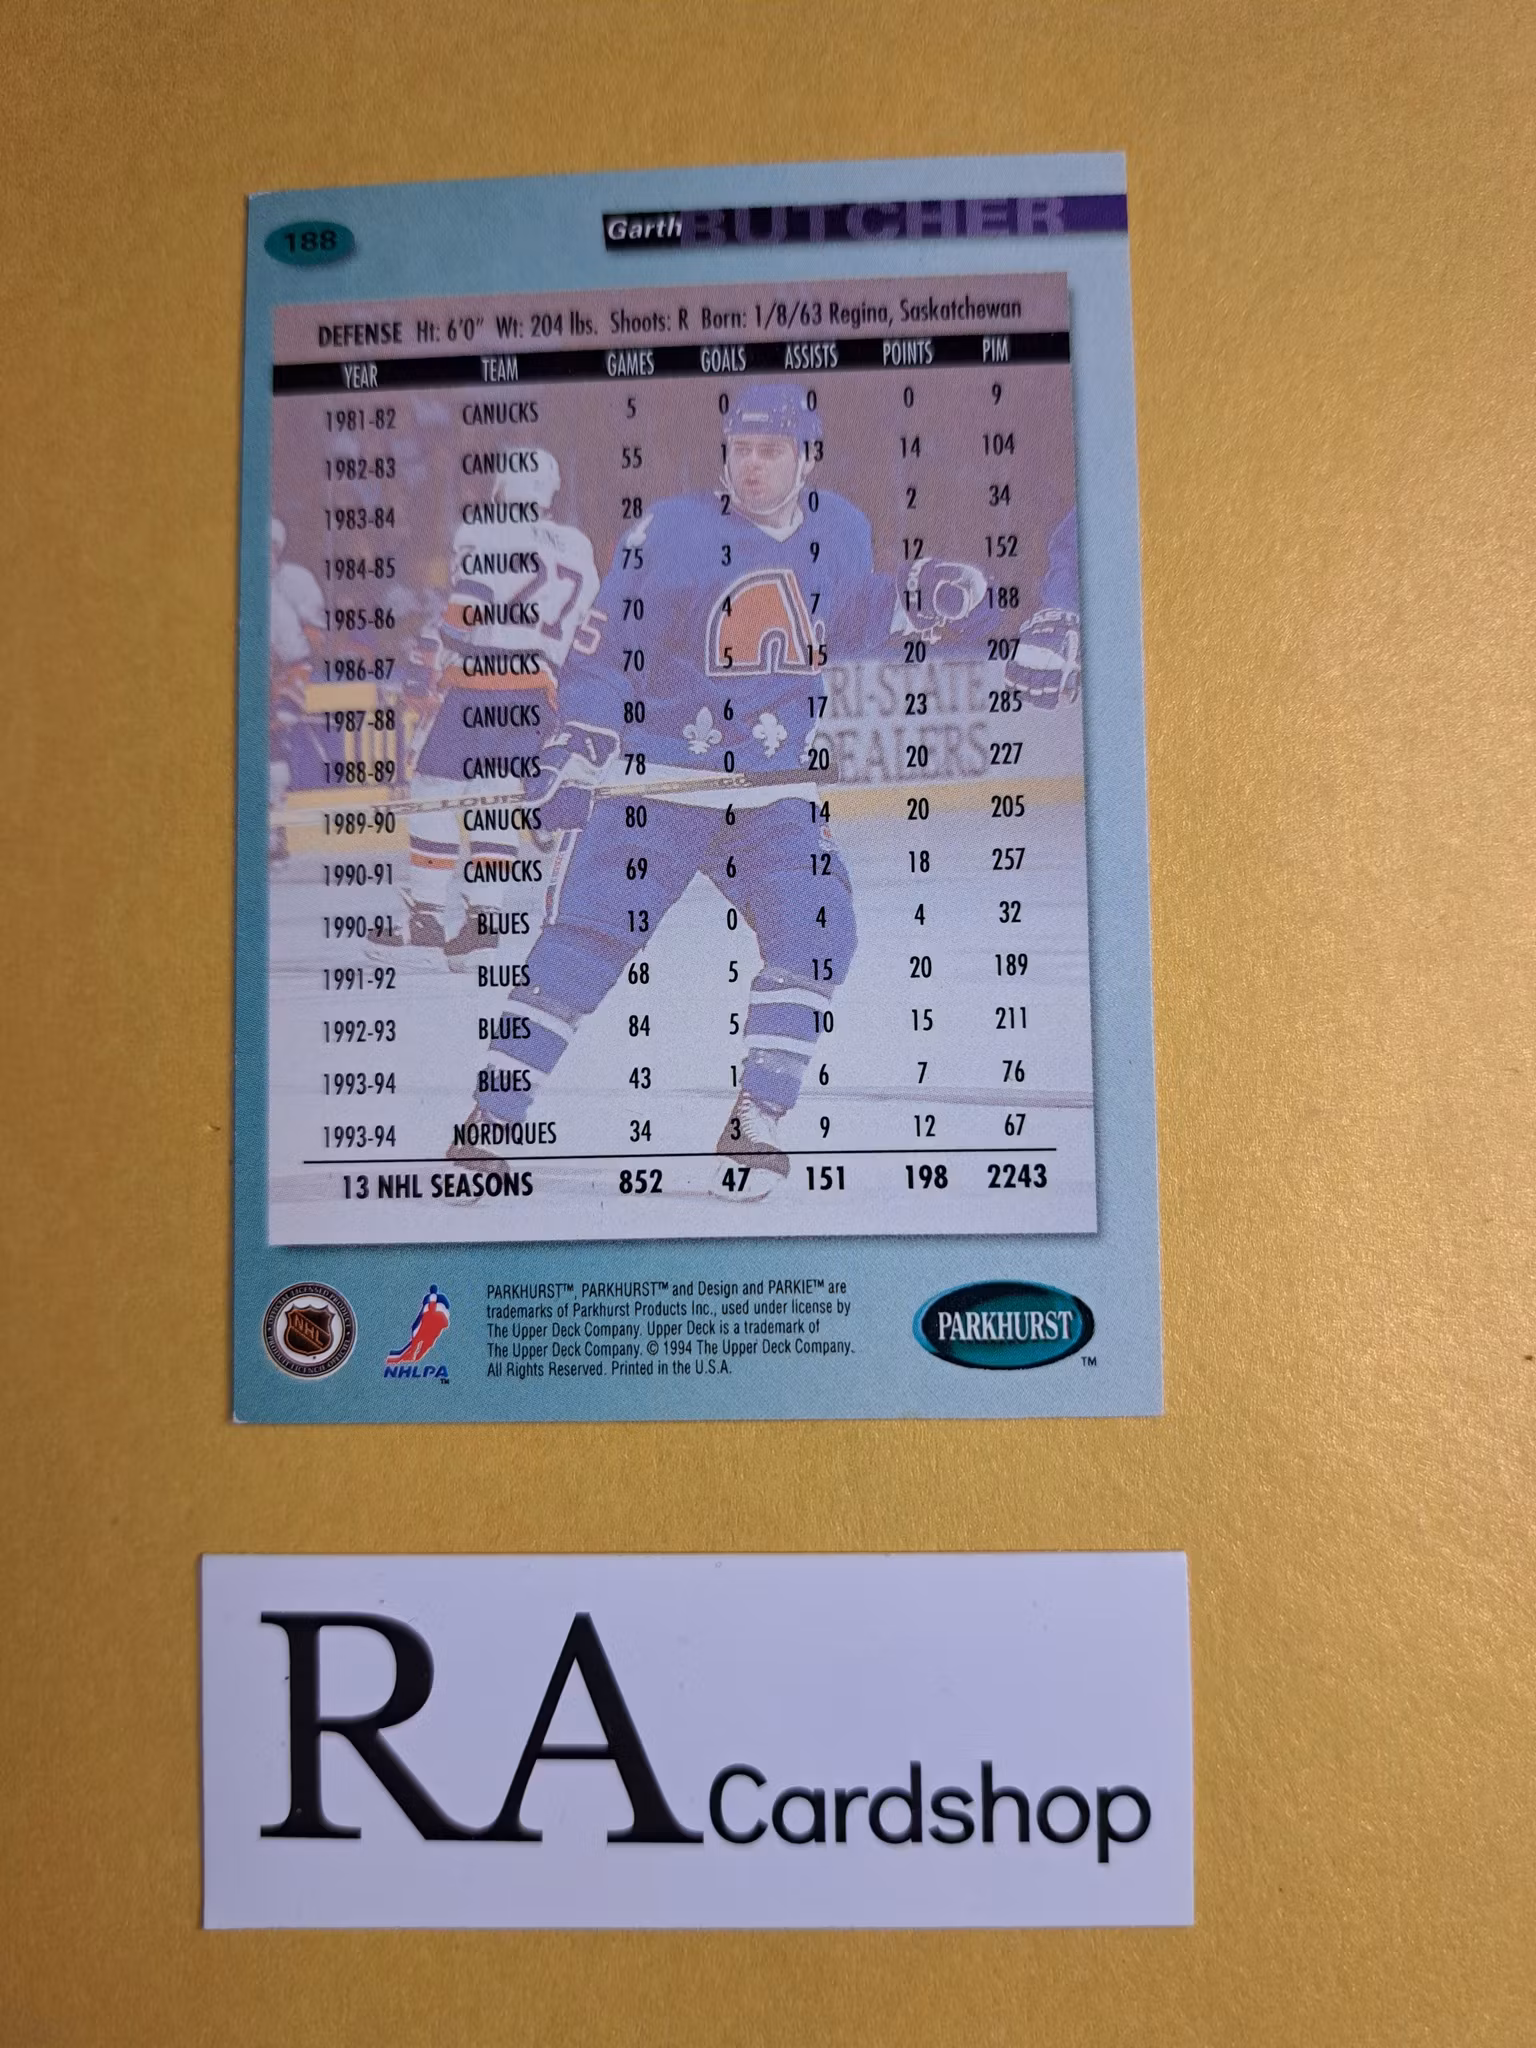 188
Garth BUTCHER
DEFENSE Ht: 6'0" Wt: 204 lbs. Shoots: R Born: 1/8/63 Regina, Saskatchewan
YEAR TEAM GAMES GOALS ASSISTS POINTS PIM
1981-82 CANUCKS 5 0 0 0 9
1982-83 CANUCKS 55 1 13 14 104
1983-84 CANUCKS 28 2 0 2 34
1984-85 CANUCKS 75 3 9 12 152
1985-86 CANUCKS 70 4 7 11 188
1986-87 CANUCKS 70 5 15 20 207
1987-88 CANUCKS 80 6 17 23 285
1988-89 CANUCKS 78 0 20 20 227
1989-90 CANUCKS 80 6 14 20 205
1990-91 CANUCKS 69 6 12 18 257
1990-91 BLUES 13 0 4 4 32
1991-92 BLUES 68 5 15 20 189
1992-93 BLUES 84 5 10 15 211
1993-94 BLUES 43 1 6 7 76
1993-94 NORDIQUES 34 3 9 12 67
13 NHL SEASONS 852 47 151 198 2243
27
5
RI-STATE
DEALERS
NHL
NHLPA™
PARKHURST™, PARKHURST™ and Design and PARKIE™ are
trademarks of Parkhurst Products Inc., used under license by
The Upper Deck Company. Upper Deck is a trademark of
The Upper Deck Company. © 1994 The Upper Deck Company.
All Rights Reserved. Printed in the U.S.A.
PARKHURST™
RA Cardshop